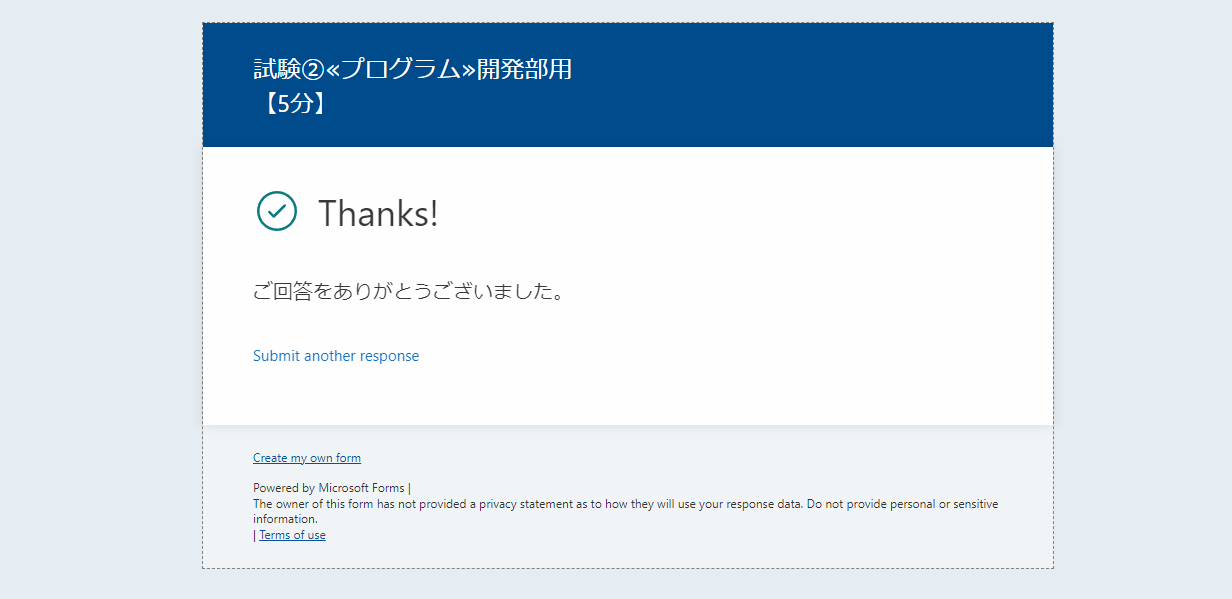 試験②«プログラム»開発部用
【5分】
Thanks!
ご回答をありがとうございました。
Submit another response
Create my own form
Powered by Microsoft Forms |
The owner of this form has not provided a privacy statement as to how they will use your response data. Do not provide personal or sensitive
information.
| Terms of use